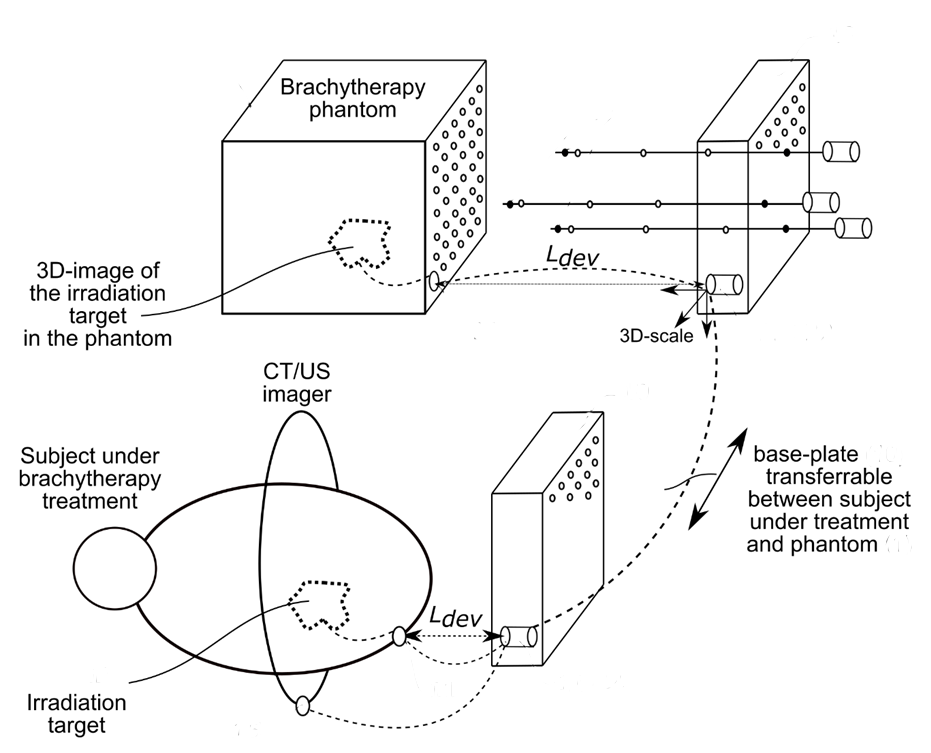 Brachytherapy
phantom
Ldev
3D-image of
the irradiation
target
in the phantom
3D-scale
CT/US
imager
Subject under
brachytherapy
treatment
base-plate
transferrable
between subject
under treatment
and phantom
Ldev
Irradiation
target